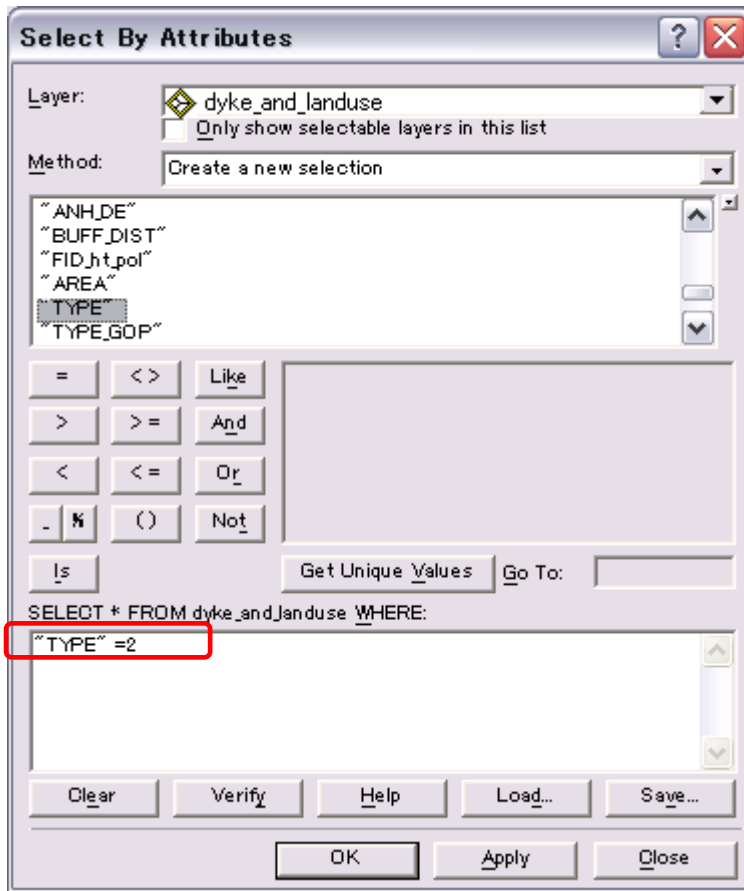 Select By Attributes
Layer: dyke_and_landuse
Only show selectable layers in this list
Method: Create a new selection
"ANH_DE"
"BUFF_DIST"
"FID_ht_pol"
"AREA"
"TYPE"
"TYPE_GOP"
= <> Like
> >= And
< <= Or
_ % () Not
Is Get Unique Values Go To:
SELECT * FROM dyke_and_landuse WHERE:
"TYPE" =2
Clear Verify Help Load... Save...
OK Apply Close